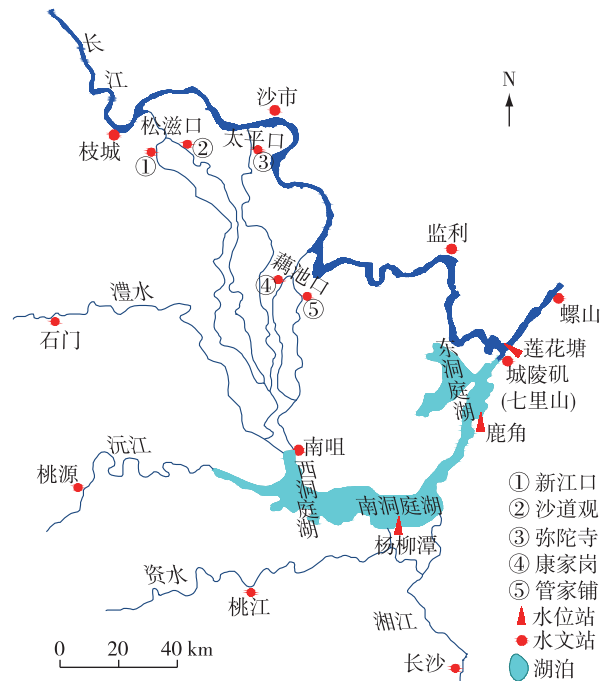 长
江
N
沙市
松滋口
太平口
枝城
①
②
③
监利
藕池口
④
⑤
澧水
石门
螺山
莲花塘
城陵矶
(七里山)
东洞庭湖
鹿角
沅江
南咀
桃源
西洞庭湖
南洞庭湖
杨柳潭
资水
桃江
湘江
长沙
① 新江口
② 沙道观
③ 弥陀寺
④ 康家岗
⑤ 管家铺
水位站
水文站
湖泊
0 20 40 km